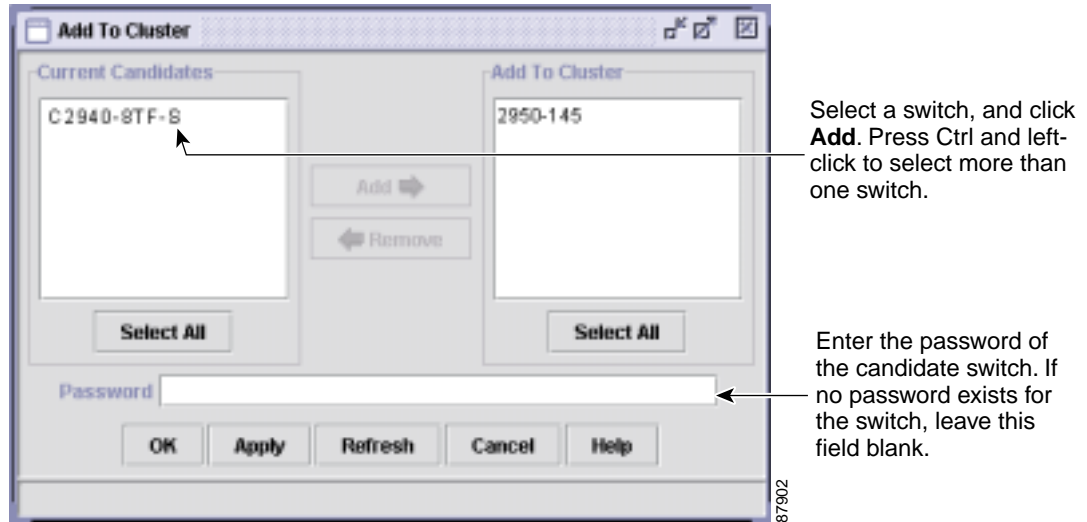 Add To Cluster
Current Candidates
Add To Cluster
C2940-8TF-S
2950-145
Add
Remove
Select All
Select All
Password
OK
Apply
Refresh
Cancel
Help
Select a switch, and click
Add. Press Ctrl and left-
click to select more than
one switch.
Enter the password of
the candidate switch. If
no password exists for
the switch, leave this
field blank.
87902